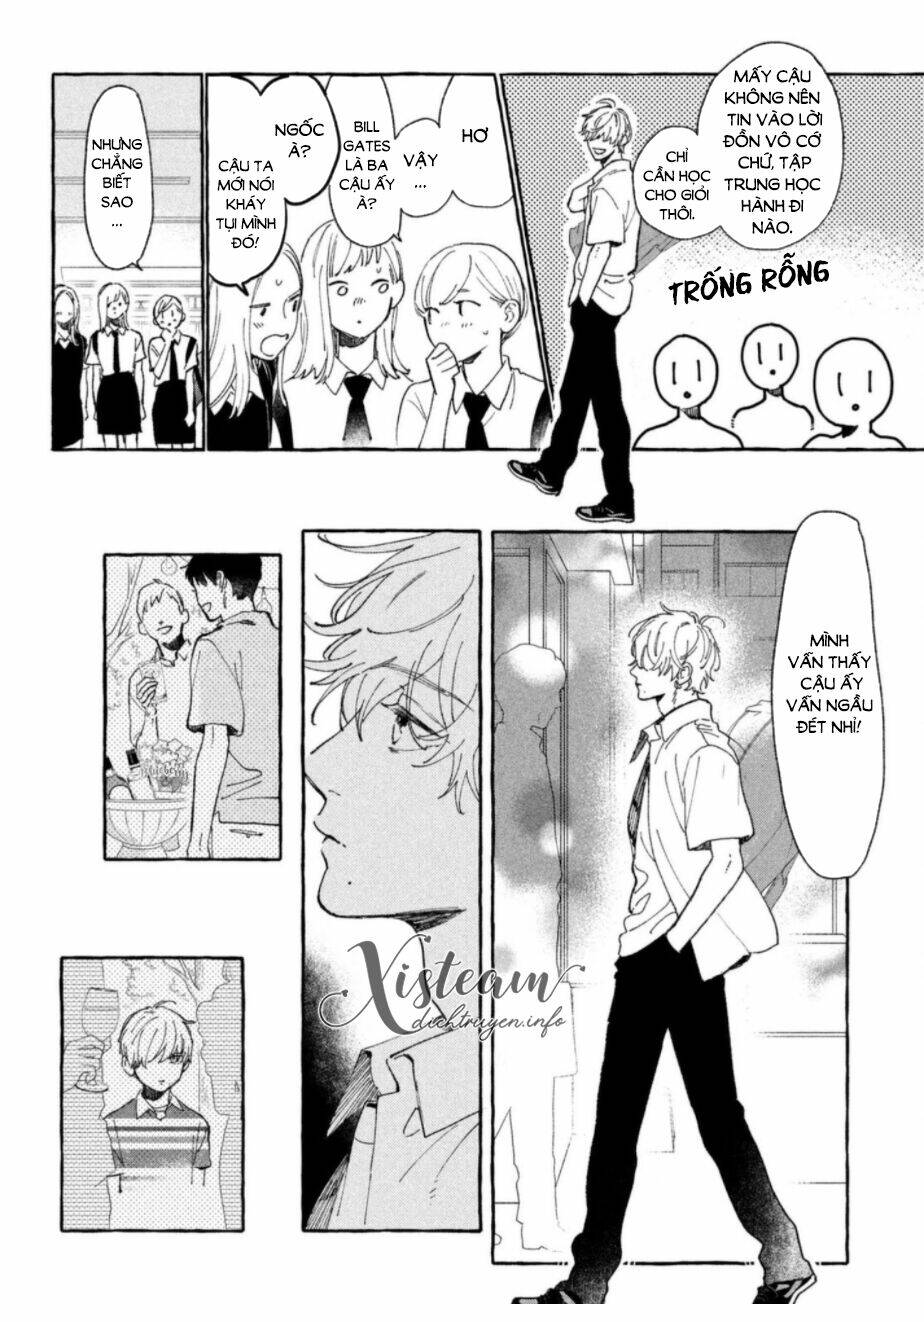 MẤY CẬU
KHÔNG NÊN
TIN VÀO LỜI
ĐỒN VÔ CỚ
CHỨ, TẬP
TRUNG HỌC
HÀNH ĐI
NÀO.
CHỈ
CẦN HỌC
CHO GIỎI
THÔI.
TRỐNG RỖNG
HƠ
VẬY
...
BILL
GATES
LÀ BA
CẬU ẤY
À?
NGỐC
À?
CẬU TA
MỚI NÓI
KHÁY
TỤI MÌNH
ĐÓ!
NHƯNG
CHẲNG
BIẾT
SAO
...
MÌNH
VẪN THẤY
CẬU ẤY
VẪN NGẦU
ĐÉT NHỈ!
Blueberry
Xisteam
dichtruyen.info